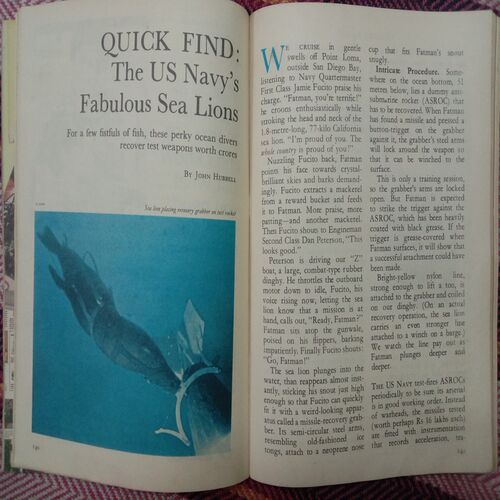 QUICK FIND:
The US Navy's
Fabulous Sea Lions
For a few fistfuls of fish, these perky ocean divers
recover test weapons worth crores
BY JOHN HUBBELL
Sea lion placing recovery grabber on test rocket
140
WE CRUISE in gentle
swells off Point Loma,
outside San Diego Bay,
listening to Navy Quartermaster
First Class Jamie Fucito praise his
charge. "Fatman, you're terrific!"
he croons enthusiastically while
stroking the head and neck of the
1.8-metre-long, 77-kilo California
sea lion. "I'm proud of you. The
whole country is proud of you!"
Nuzzling Fucito back, Fatman
points his face towards crystal-
brilliant skies and barks demand-
ingly. Fucito extracts a mackerel
from a reward bucket and feeds
it to Fatman. More praise, more
patting—and another mackerel.
Then Fucito shouts to Engineman
Second Class Dan Peterson, "This
looks good."
Peterson is driving our "Z"
boat, a large, combat-type rubber
dinghy. He throttles the outboard
motor down to idle, Fucito, his
voice rising now, letting the sea
lion know that a mission is at
hand, calls out, "Ready, Fatman?"
Fatman sits atop the gunwale,
poised on his flippers, barking
impatiently. Finally Fucito shouts:
"Go, Fatman!"
The sea lion plunges into the
water, than reappears almost inst-
antly, sticking his snout just high
enough so that Fucito can quickly
fit it with a weird-looking appar-
atus called a missile-recovery grab-
ber. Its semi-circular steel arms,
resembling old-fashioned ice
tongs, attach to a neoprene nose
cup that fits Fatman's snout
snugly.
Intricate Procedure. Some-
where on the ocean bottom, 51
metres below, lies a dummy anti-
submarine rocket (ASROC) that
has to be recovered. When Fatman
has found a missile and pressed a
button-trigger on the grabber
against it, the grabber's steel arms
will lock around the weapon so
that it can be winched to the
surface.
This is only a training session,
so the grabber's arms are locked
open. But Fatman is expected
to strike the trigger against the
ASROC, which has been heavily
coated with black grease. If the
trigger is grease-covered when
Fatman surfaces, it will show that
a successful attachment could have
been made.
Bright-yellow nylon line,
strong enough to lift a too, is
attached to the grabber and coiled
on our dinghy. (On an actual
recovery operation, the sea lion
carries an even stronger line
attached to a winch on a barge.)
We watch the line pay out as
Fatman plunges deeper and
deeper.
THE US NAVY test-fires ASROCs
periodically to be sure its arsenal
is in good working order. Instead
of warheads, the missiles tested
(worth perhaps Rs 16 lakhs each)
are fitted with instrumentation
that records acceleration, tra-
141